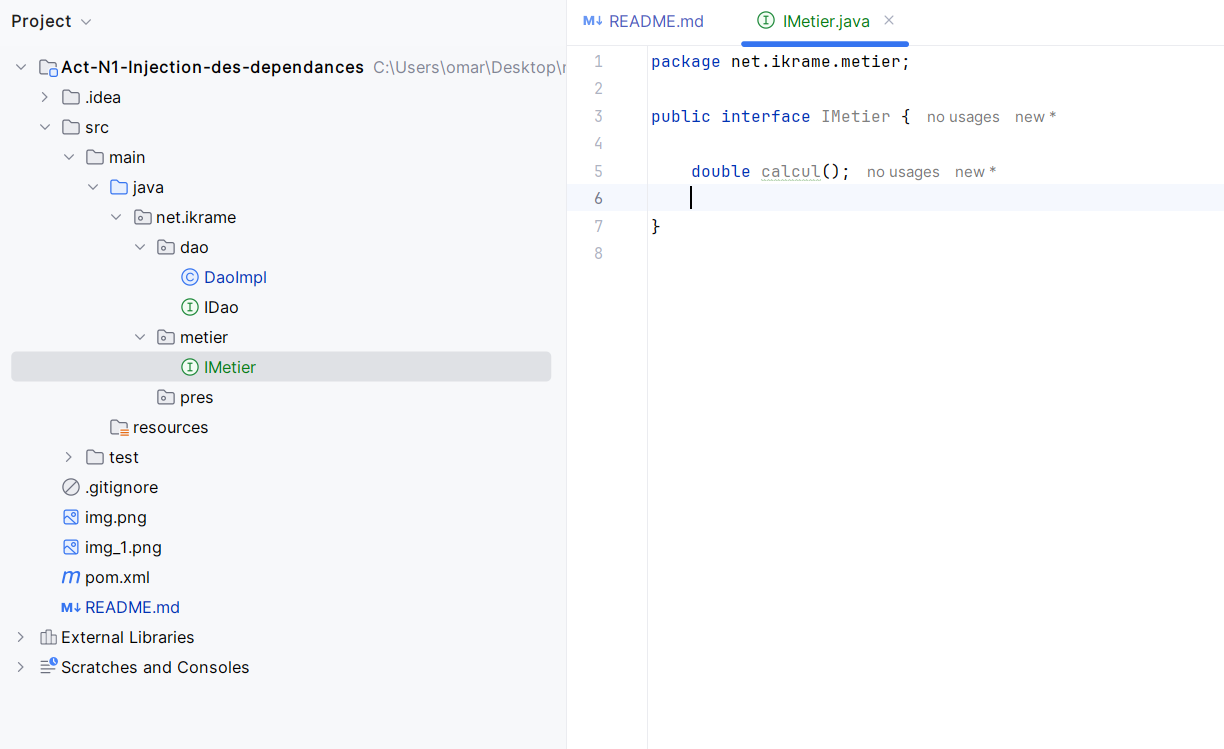 Project
README.md
IMetier.java
Act-N1-Injection-des-dependances C:\Users\omar\Desktop\
.idea
src
main
java
net.ikrame
dao
DaoImpl
IDao
metier
IMetier
pres
resources
test
.gitignore
img.png
img_1.png
pom.xml
README.md
External Libraries
Scratches and Consoles
1 package net.ikrame.metier;
2
3 public interface IMetier { no usages new *
4
5 double calcul(); no usages new *
6
7 }
8